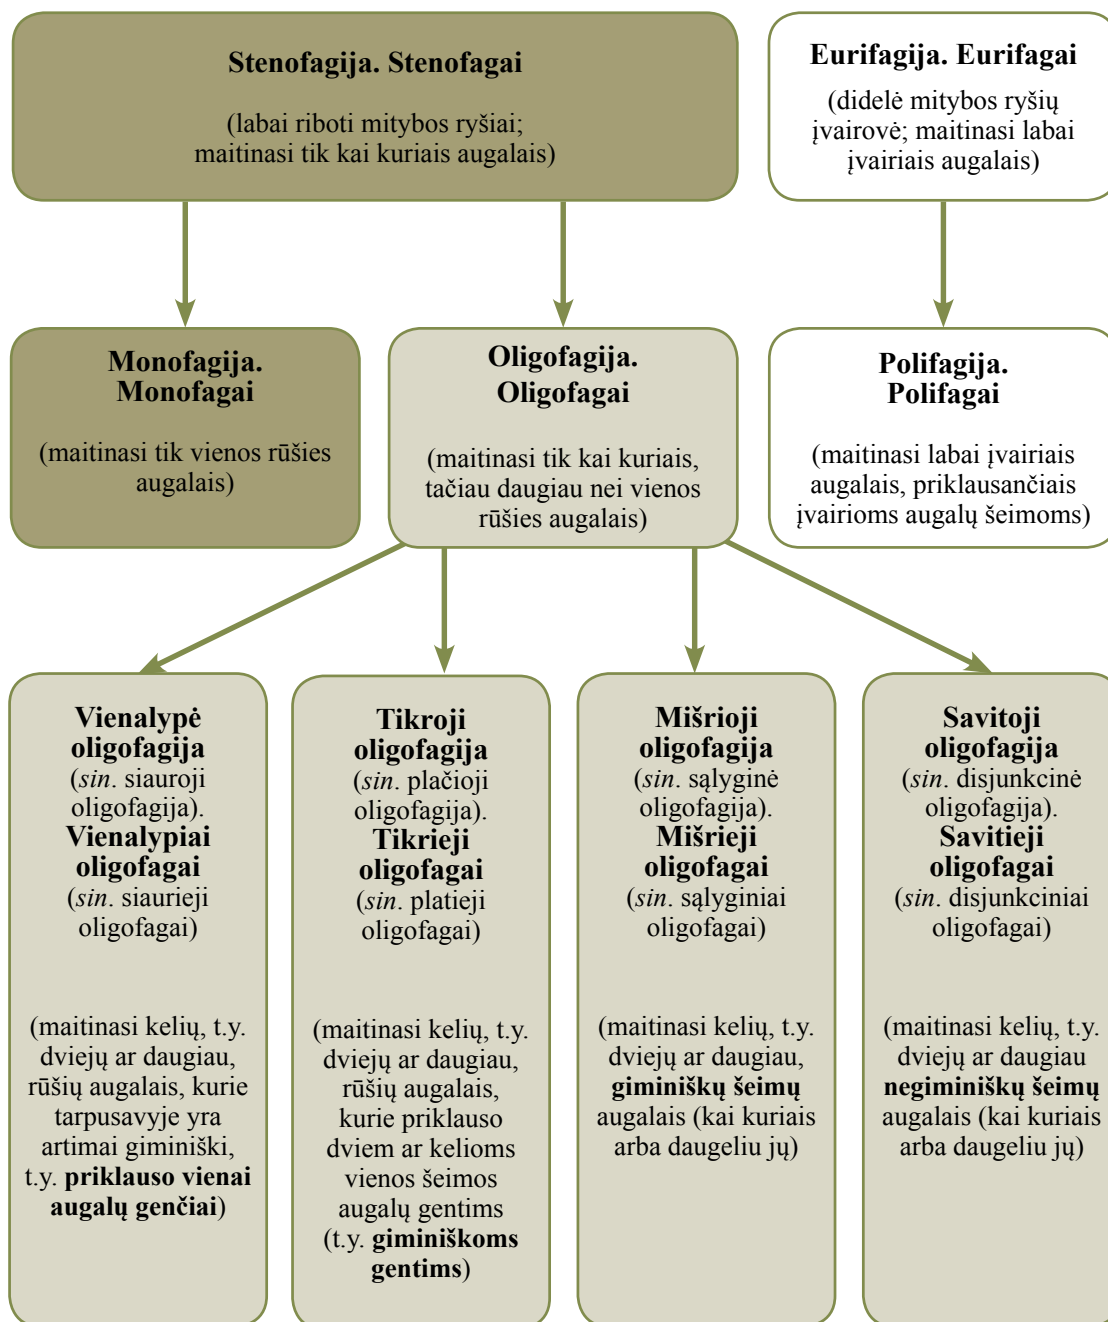 Stenofagija. Stenofagai
(labai riboti mitybos ryšiai;
maitinasi tik kai kuriais augalais)
Eurifagija. Eurifagai
(didelė mitybos ryšių
įvairovė; maitinasi labai
įvairiais augalais)
Monofagija.
Monofagai
(maitinasi tik vienos rūšies
augalais)
Oligofagija.
Oligofagai
(maitinasi tik kai kuriais,
tačiau daugiau nei vienos
rūšies augalais)
Polifagija.
Polifagai
(maitinasi labai įvairiais
augalais, priklausančiais
įvairioms augalų šeimoms)
Vienalypė
oligofagija
(sin. siauroji
oligofagija).
Vienalypiai
oligofagai
(sin. siaurieji
oligofagai)
(maitinasi kelių, t.y.
dviejų ar daugiau,
rūšių augalais, kurie
tarpusavyje yra
artimai giminiški,
t.y. priklauso vienai
augalų genčiai)
Tikroji
oligofagija
(sin. plačioji
oligofagija).
Tikrieji
oligofagai
(sin. platieji
oligofagai)
(maitinasi kelių, t.y.
dviejų ar daugiau,
rūšių augalais,
kurie priklauso
dviem ar kelioms
vienos šeimos
augalų gentims
(t.y. giminiškoms
gentims)
Mišrioji
oligofagija
(sin. sąlyginė
oligofagija).
Mišrieji
oligofagai
(sin. sąlyginiai
oligofagai)
(maitinasi kelių, t.y.
dviejų ar daugiau,
giminiškų šeimų
augalais (kai kuriais
arba daugeliu jų)
Savitoji
oligofagija
(sin. disjunkcinė
oligofagija).
Savitieji
oligofagai
(sin. disjunkciniai
oligofagai)
(maitinasi kelių, t.y.
dviejų ar daugiau
negiminiškų šeimų
augalais (kai kuriais
arba daugeliu jų)